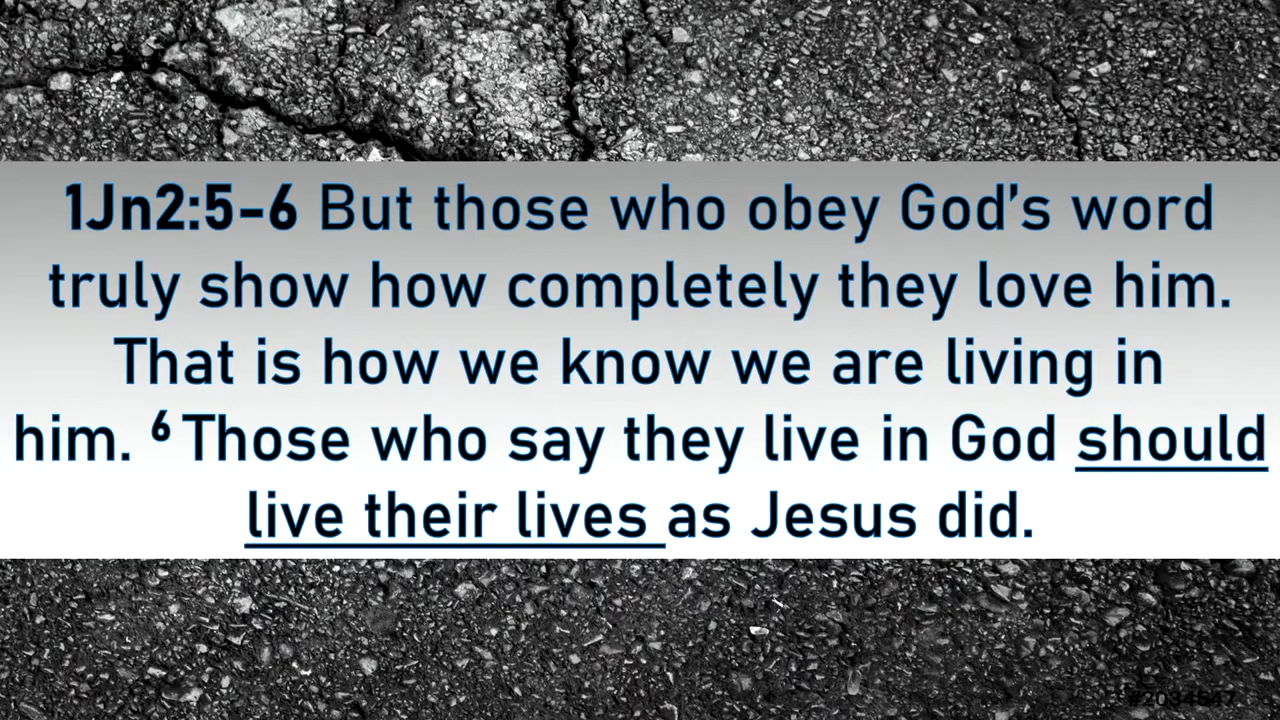 1Jn2:5-6 But those who obey God’s word
truly show how completely they love him.
That is how we know we are living in
him. ⁶ Those who say they live in God should
live their lives as Jesus did.